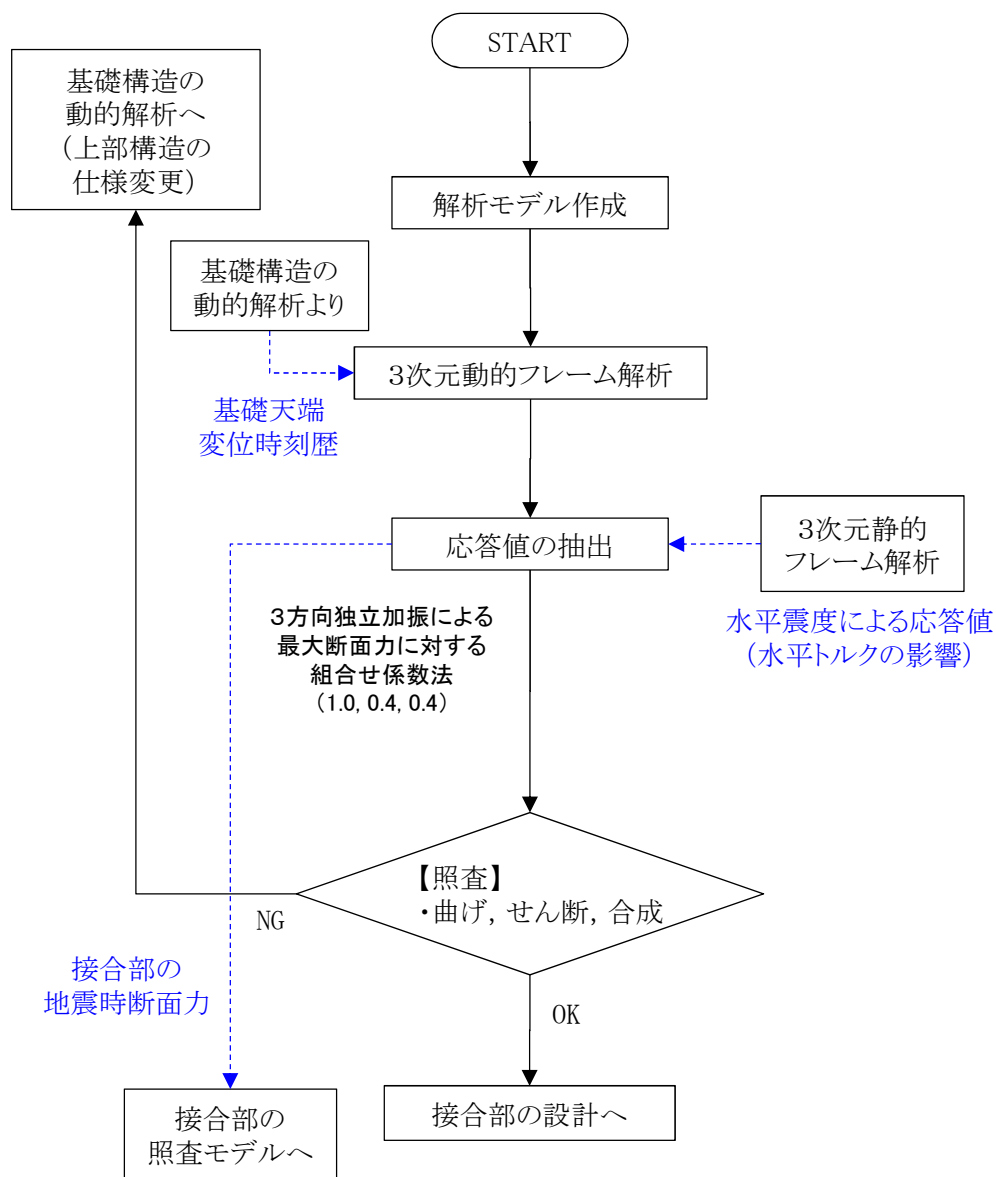 START
基礎構造の
動的解析へ
(上部構造の
仕様変更)
解析モデル作成
基礎構造の
動的解析より
3次元動的フレーム解析
基礎天端
変位時刻歴
応答値の抽出
3次元静的
フレーム解析
水平震度による応答値
(水平トルクの影響)
3方向独立加振による
最大断面力に対する
組合せ係数法
(1.0, 0.4, 0.4)
【照査】
・曲げ, せん断, 合成
NG
接合部の
地震時断面力
OK
接合部の
照査モデルへ
接合部の設計へ